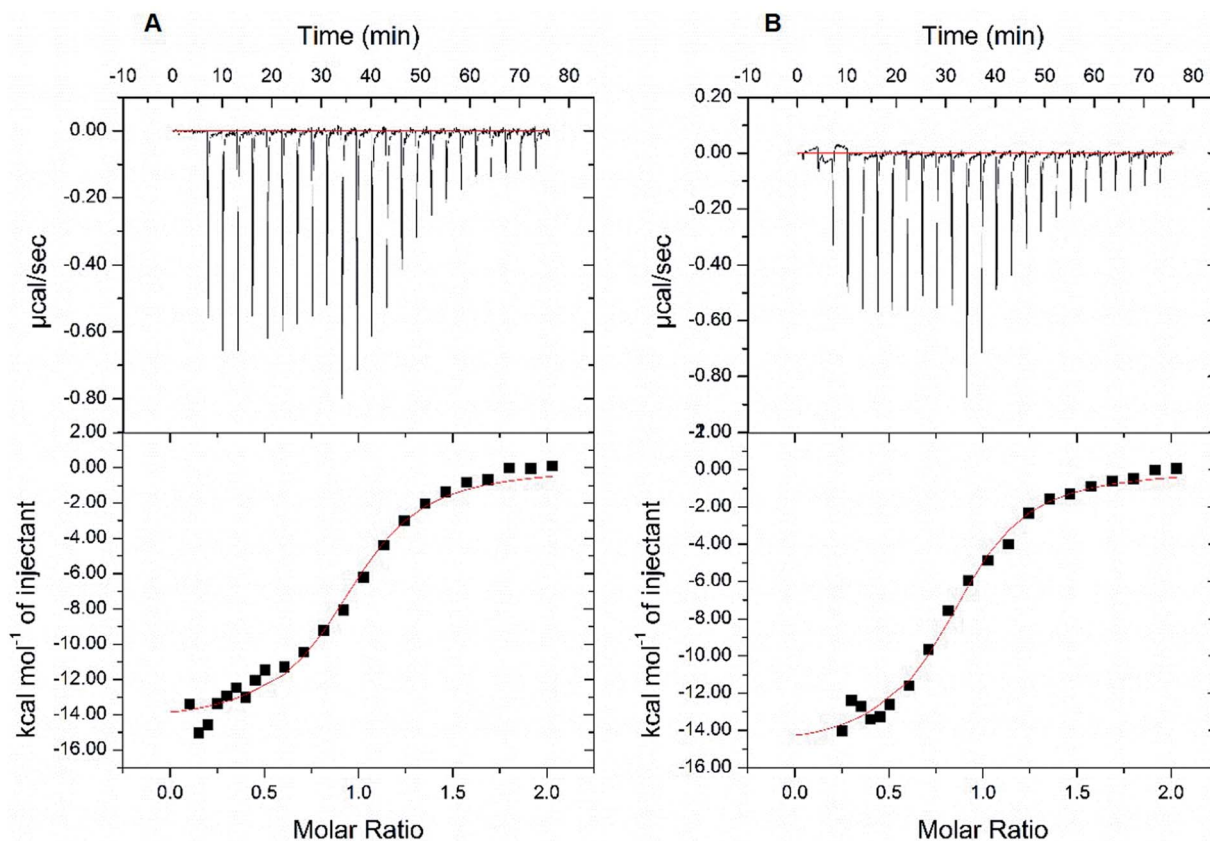 A
Time (min)
-10 0 10 20 30 40 50 60 70 80
0.00
-0.20
-0.40
-0.60
-0.80
µcal/sec
2.00
0.00
-2.00
-4.00
-6.00
-8.00
-10.00
-12.00
-14.00
-16.00
kcal mol⁻¹ of injectant
0.0 0.5 1.0 1.5 2.0
Molar Ratio
B
Time (min)
-10 0 10 20 30 40 50 60 70 80
0.20
0.00
-0.20
-0.40
-0.60
-0.80
µcal/sec
2.00
0.00
-2.00
-4.00
-6.00
-8.00
-10.00
-12.00
-14.00
-16.00
kcal mol⁻¹ of injectant
0.0 0.5 1.0 1.5 2.0
Molar Ratio